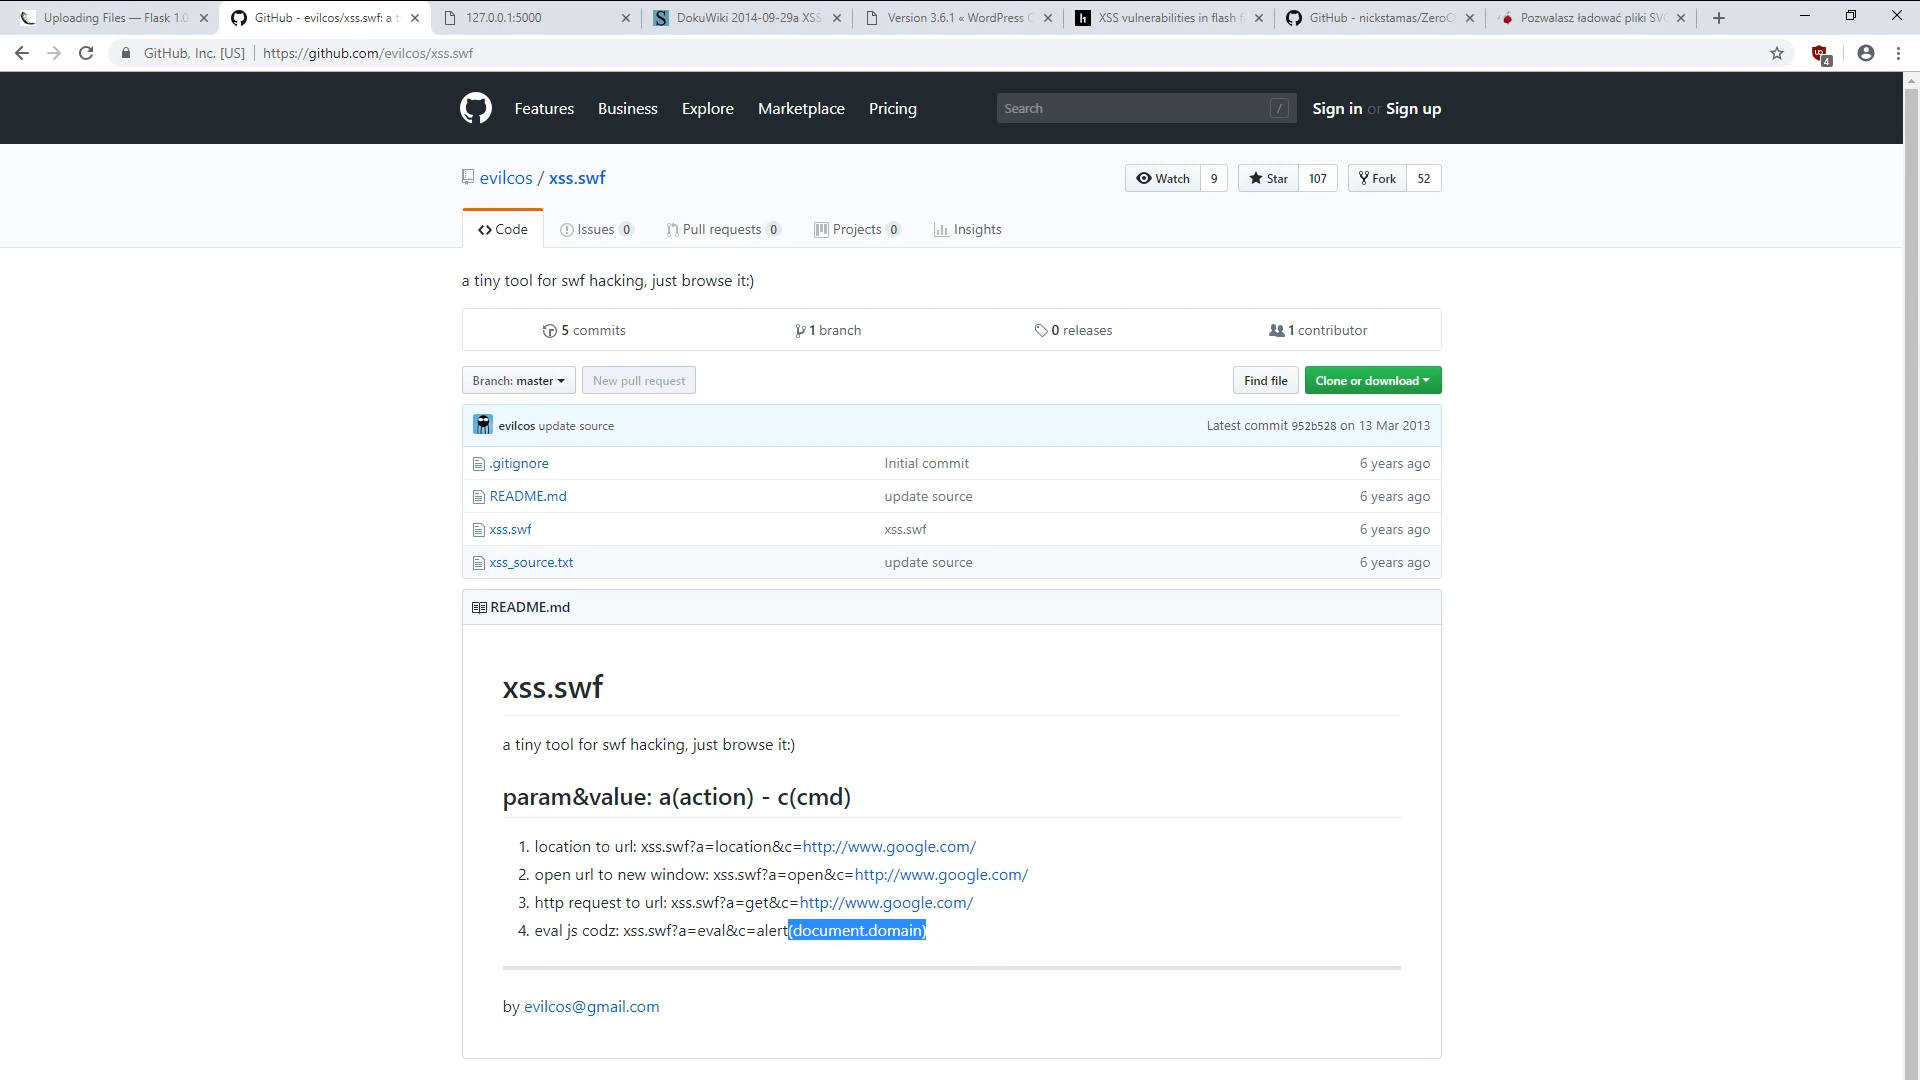 Uploading Files — Flask 1.0
GitHub - evilcos/xss.swf: a ti
127.0.0.1:5000
DokuWiki 2014-09-29a XSS
Version 3.6.1 « WordPress C
XSS vulnerabilities in flash f
GitHub - nickstamas/ZeroC
Pozwalasz ładować pliki SVG
GitHub, Inc. [US] | https://github.com/evilcos/xss.swf
4
Features Business Explore Marketplace Pricing
Search /
Sign in or Sign up
evilcos / xss.swf
Watch 9 Star 107 Fork 52
Code Issues 0 Pull requests 0 Projects 0 Insights
a tiny tool for swf hacking, just browse it:)
5 commits 1 branch 0 releases 1 contributor
Branch: master New pull request Find file Clone or download
evilcos update source Latest commit 952b528 on 13 Mar 2013
.gitignore Initial commit 6 years ago
README.md update source 6 years ago
xss.swf xss.swf 6 years ago
xss_source.txt update source 6 years ago
README.md
xss.swf
a tiny tool for swf hacking, just browse it:)
param&value: a(action) - c(cmd)
1. location to url: xss.swf?a=location&c=http://www.google.com/
2. open url to new window: xss.swf?a=open&c=http://www.google.com/
3. http request to url: xss.swf?a=get&c=http://www.google.com/
4. eval js codz: xss.swf?a=eval&c=alert(document.domain)
by evilcos@gmail.com